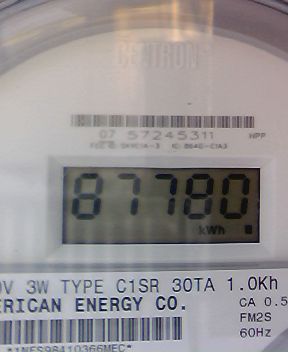 CENTRON
07 57245311 HPP
87780
kWh
0V 3W TYPE C1SR 30TA 1.0Kh
ERICAN ENERGY CO. CA 0.5
FM2S
60Hz